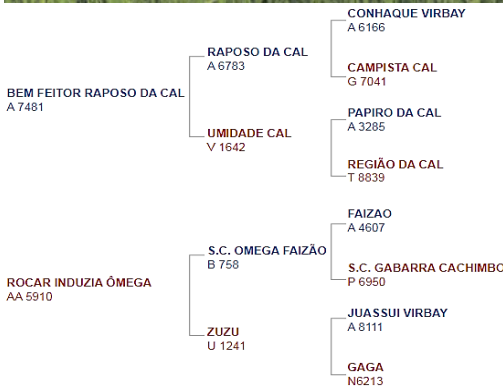 CONHAQUE VIRBAY
A 6166
RAPOSO DA CAL
A 6783
CAMPISTA CAL
G 7041
BEM FEITOR RAPOSO DA CAL
A 7481
PAPIRO DA CAL
A 3285
UMIDADE CAL
V 1642
REGIÃO DA CAL
T 8839
FAIZAO
A 4607
S.C. OMEGA FAIZÃO
B 758
S.C. GABARRA CACHIMBO
P 6950
ROCAR INDUZIA ÔMEGA
AA 5910
JUASSUI VIRBAY
A 8111
ZUZU
U 1241
GAGA
N6213